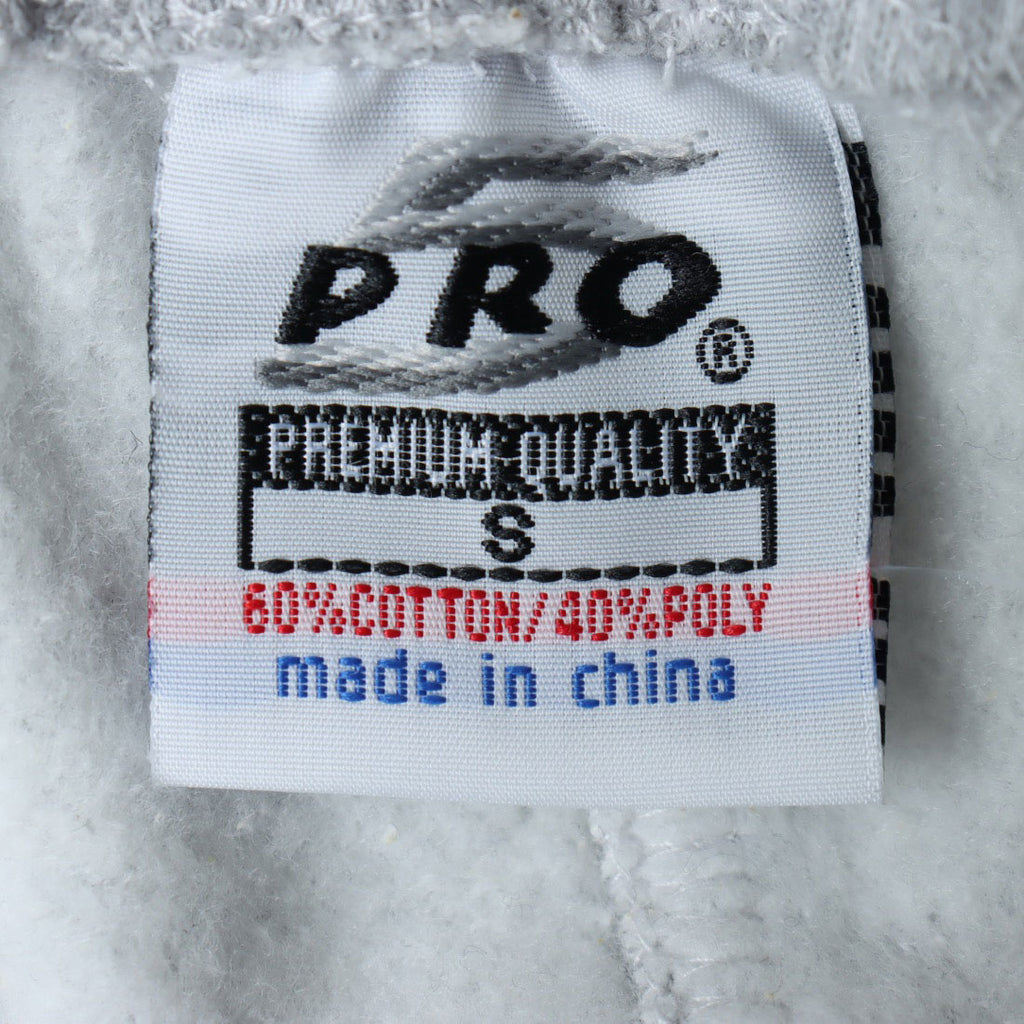 PRO®
PREMIUM QUALITY
S
60%COTTON/40%POLY
made in china